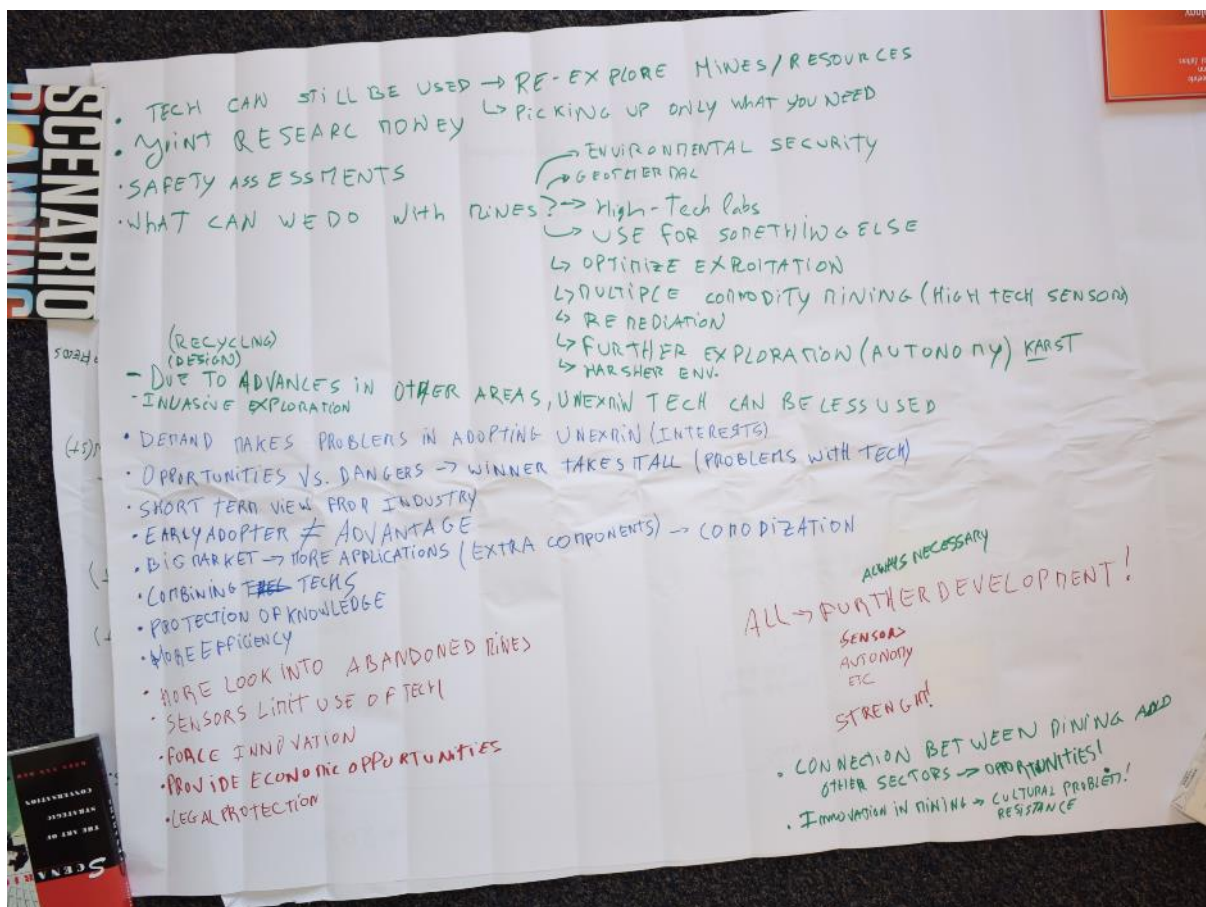 • TECH CAN STILL BE USED → RE-EXPLORE MINES/RESOURCES
↳ PICKING UP ONLY WHAT YOU NEED
• JOINT RESEARC MONEY
• SAFETY ASSESSMENTS
→ ENVIRONMENTAL SECURITY
→ GEOTHERMAL
• WHAT CAN WE DO WITH MINES? → HIGH-TECH labs
↳ USE FOR SOMETHING ELSE
↳ OPTIMIZE EXPLOITATION
↳ MULTIPLE COMMODITY MINING (HIGH TECH SENSORS)
↳ REMEDIATION
↳ FURTHER EXPLORATION (AUTONOMY) KARST
↳ HARSHER ENV.
(RECYCLING)
(DESIGN)
- DUE TO ADVANCES IN OTHER AREAS, UNEXMIN TECH CAN BE LESS USED
- INVASIVE EXPLORATION
• DEMAND MAKES PROBLEMS IN ADOPTING UNEXMIN (INTERESTS)
• OPPORTUNITIES VS. DANGERS → WINNER TAKES IT ALL (PROBLEMS WITH TECH)
• SHORT TERM VIEW FROM INDUSTRY
• EARLY ADOPTER ≠ ADVANTAGE
• BIG MARKET → MORE APPLICATIONS (EXTRA COMPONENTS) → COMODIZATION
• COMBINING TECHS
• PROTECTION OF KNOWLEDGE
• MORE EFFICIENCY
• MORE LOOK INTO ABANDONED MINES
• SENSORS LIMIT USE OF TECH
• FORCE INNOVATION
• PROVIDE ECONOMIC OPPORTUNITIES
• LEGAL PROTECTION
ALWAYS NECESSARY
ALL → FURTHER DEVELOPMENT!
SENSORS
AUTONOMY
ETC
STRENGHT!
• CONNECTION BETWEEN MINING AND
OTHER SECTORS → OPPORTUNITIES!
• INNOVATION IN MINING → CULTURAL PROBLEM!
RESISTANCE
SCENARIO
PLANNING
THE ART OF
STRATEGIC
CONVERSATION